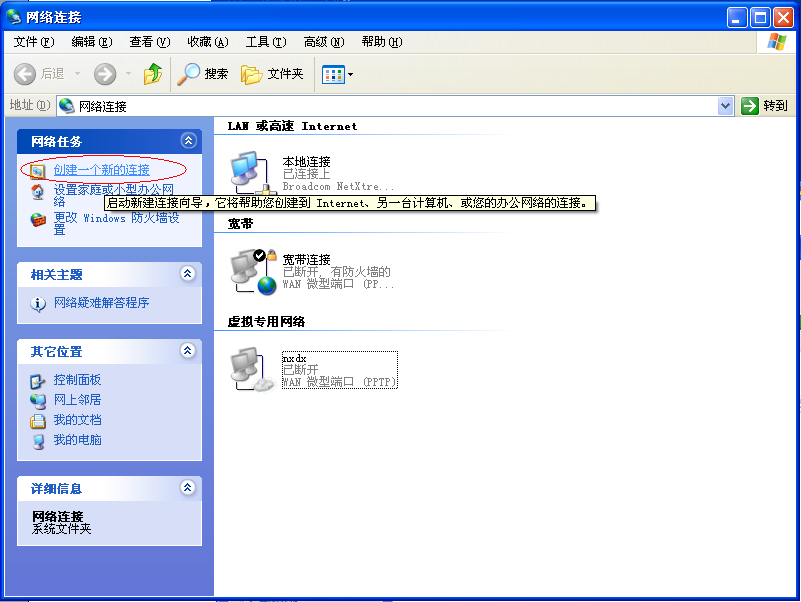 网络连接
文件(F) 编辑(E) 查看(V) 收藏(A) 工具(T) 高级(N) 帮助(H)
后退 搜索 文件夹
地址(D) 网络连接 转到
网络任务
创建一个新的连接
设置家庭或小型办公网
络
更改 Windows 防火墙设
置
相关主题
网络疑难解答程序
其它位置
控制面板
网上邻居
我的文档
我的电脑
详细信息
网络连接
系统文件夹
LAN 或高速 Internet
本地连接
已连接上
Broadcom NetXtre...
启动新建连接向导，它将帮助您创建到 Internet、另一台计算机、或您的办公网络的连接。
宽带
宽带连接
已断开，有防火墙的
WAN 微型端口 (PP...
虚拟专用网络
nxdx
已断开
WAN 微型端口 (PPTP)